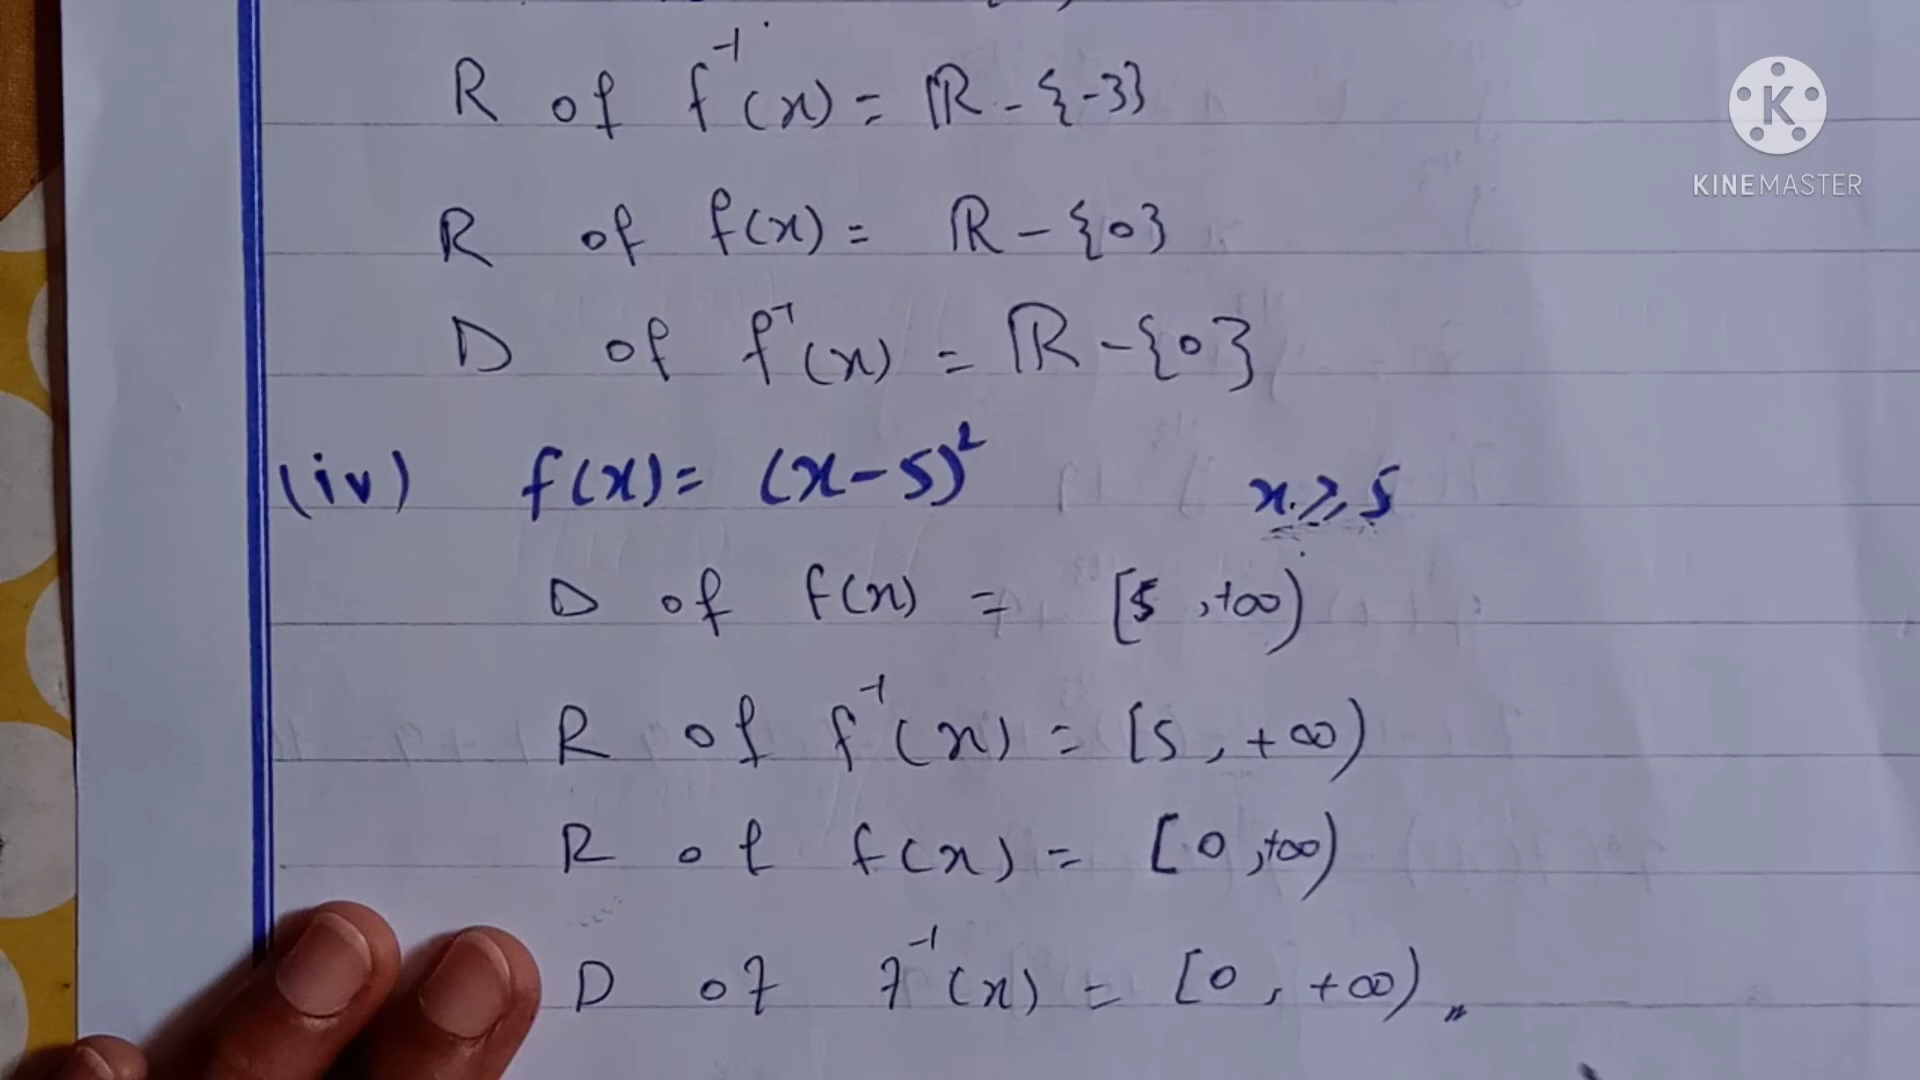 R of f⁻¹(x) = ℝ - {-3}
K
KINEMASTER
R of f(x) = ℝ - {0}
D of f⁻¹(x) = ℝ - {0}
(iv) f(x) = (x-5)² x ≥ 5
D of f(x) = [5, +∞)
R of f⁻¹(x) = [5, +∞)
R of f(x) = [0, +∞)
D of f⁻¹(x) = [0, +∞) "